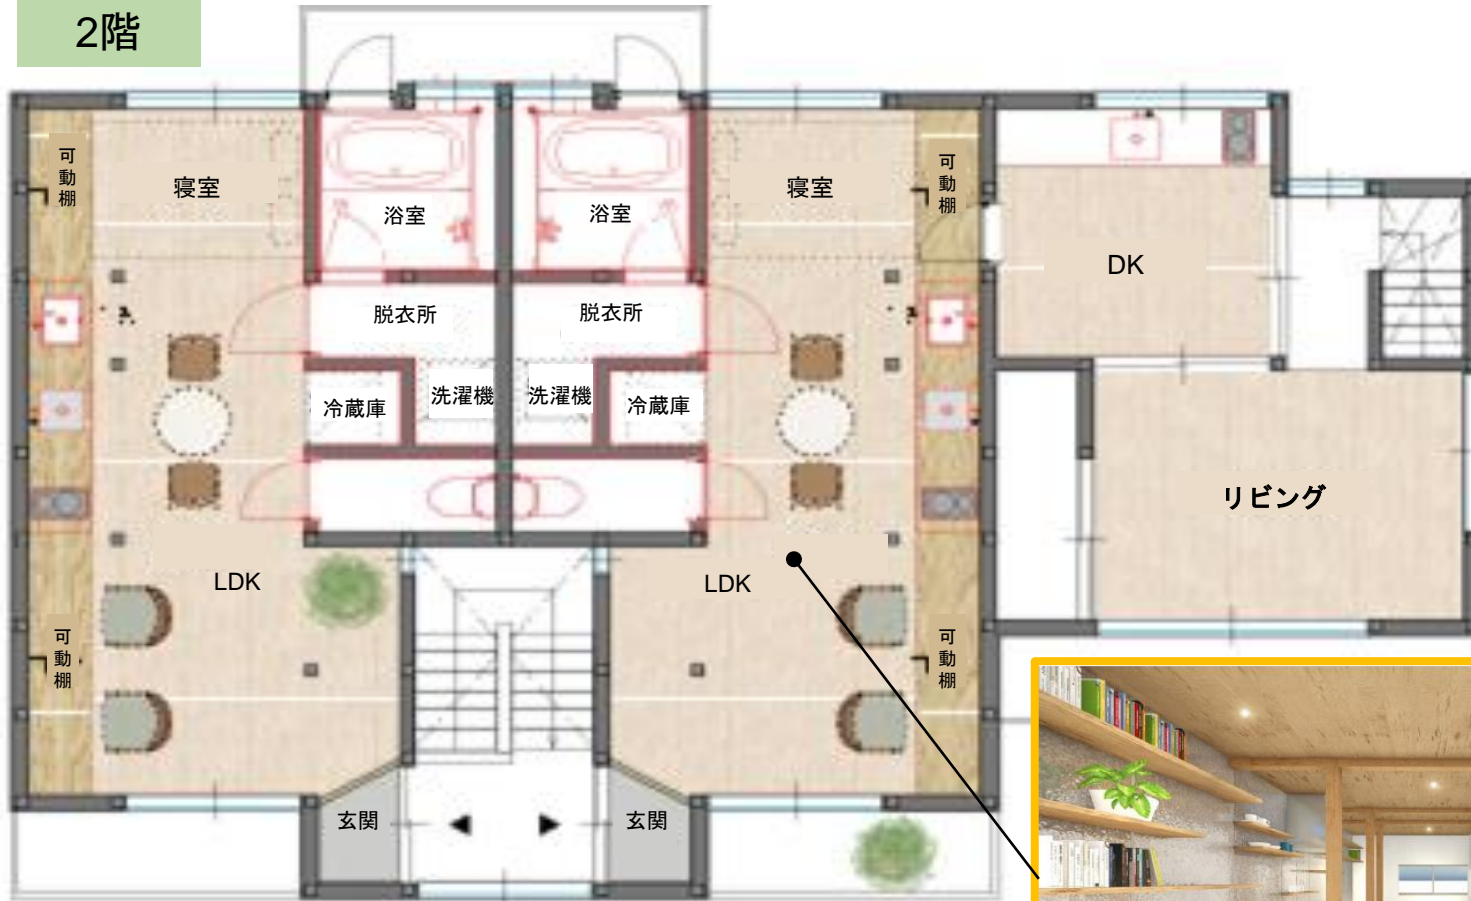 2階
可動棚
寝室
浴室
浴室
寝室
可動棚
DK
脱衣所
脱衣所
冷蔵庫
洗濯機
洗濯機
冷蔵庫
リビング
LDK
LDK
可動棚
可動棚
玄関
玄関